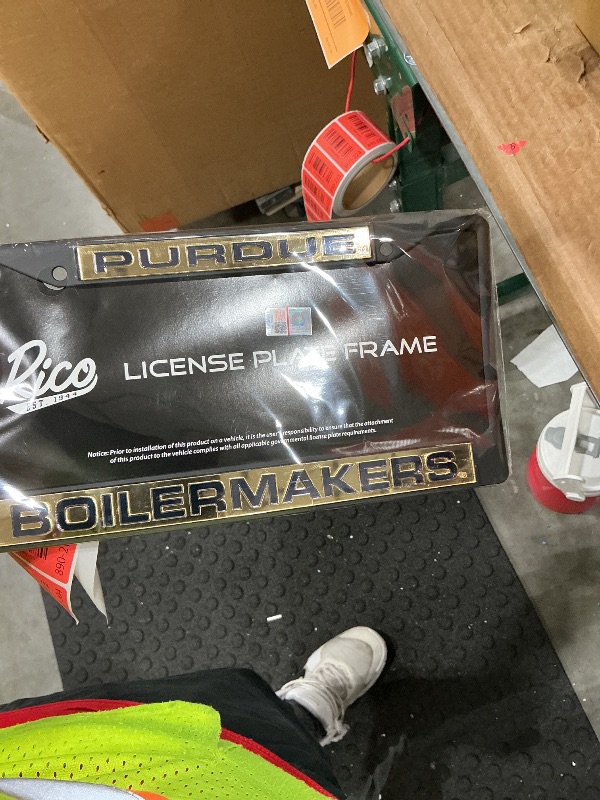 PURDUE
Rico
EST. 1944
LICENSE PLATE FRAME
Notice: Prior to installation of this product on a vehicle, it is the user's responsibility to ensure that the attachment
of this product to the vehicle complies with all applicable governmental license plate requirements.
BOILERMAKERS
890-2